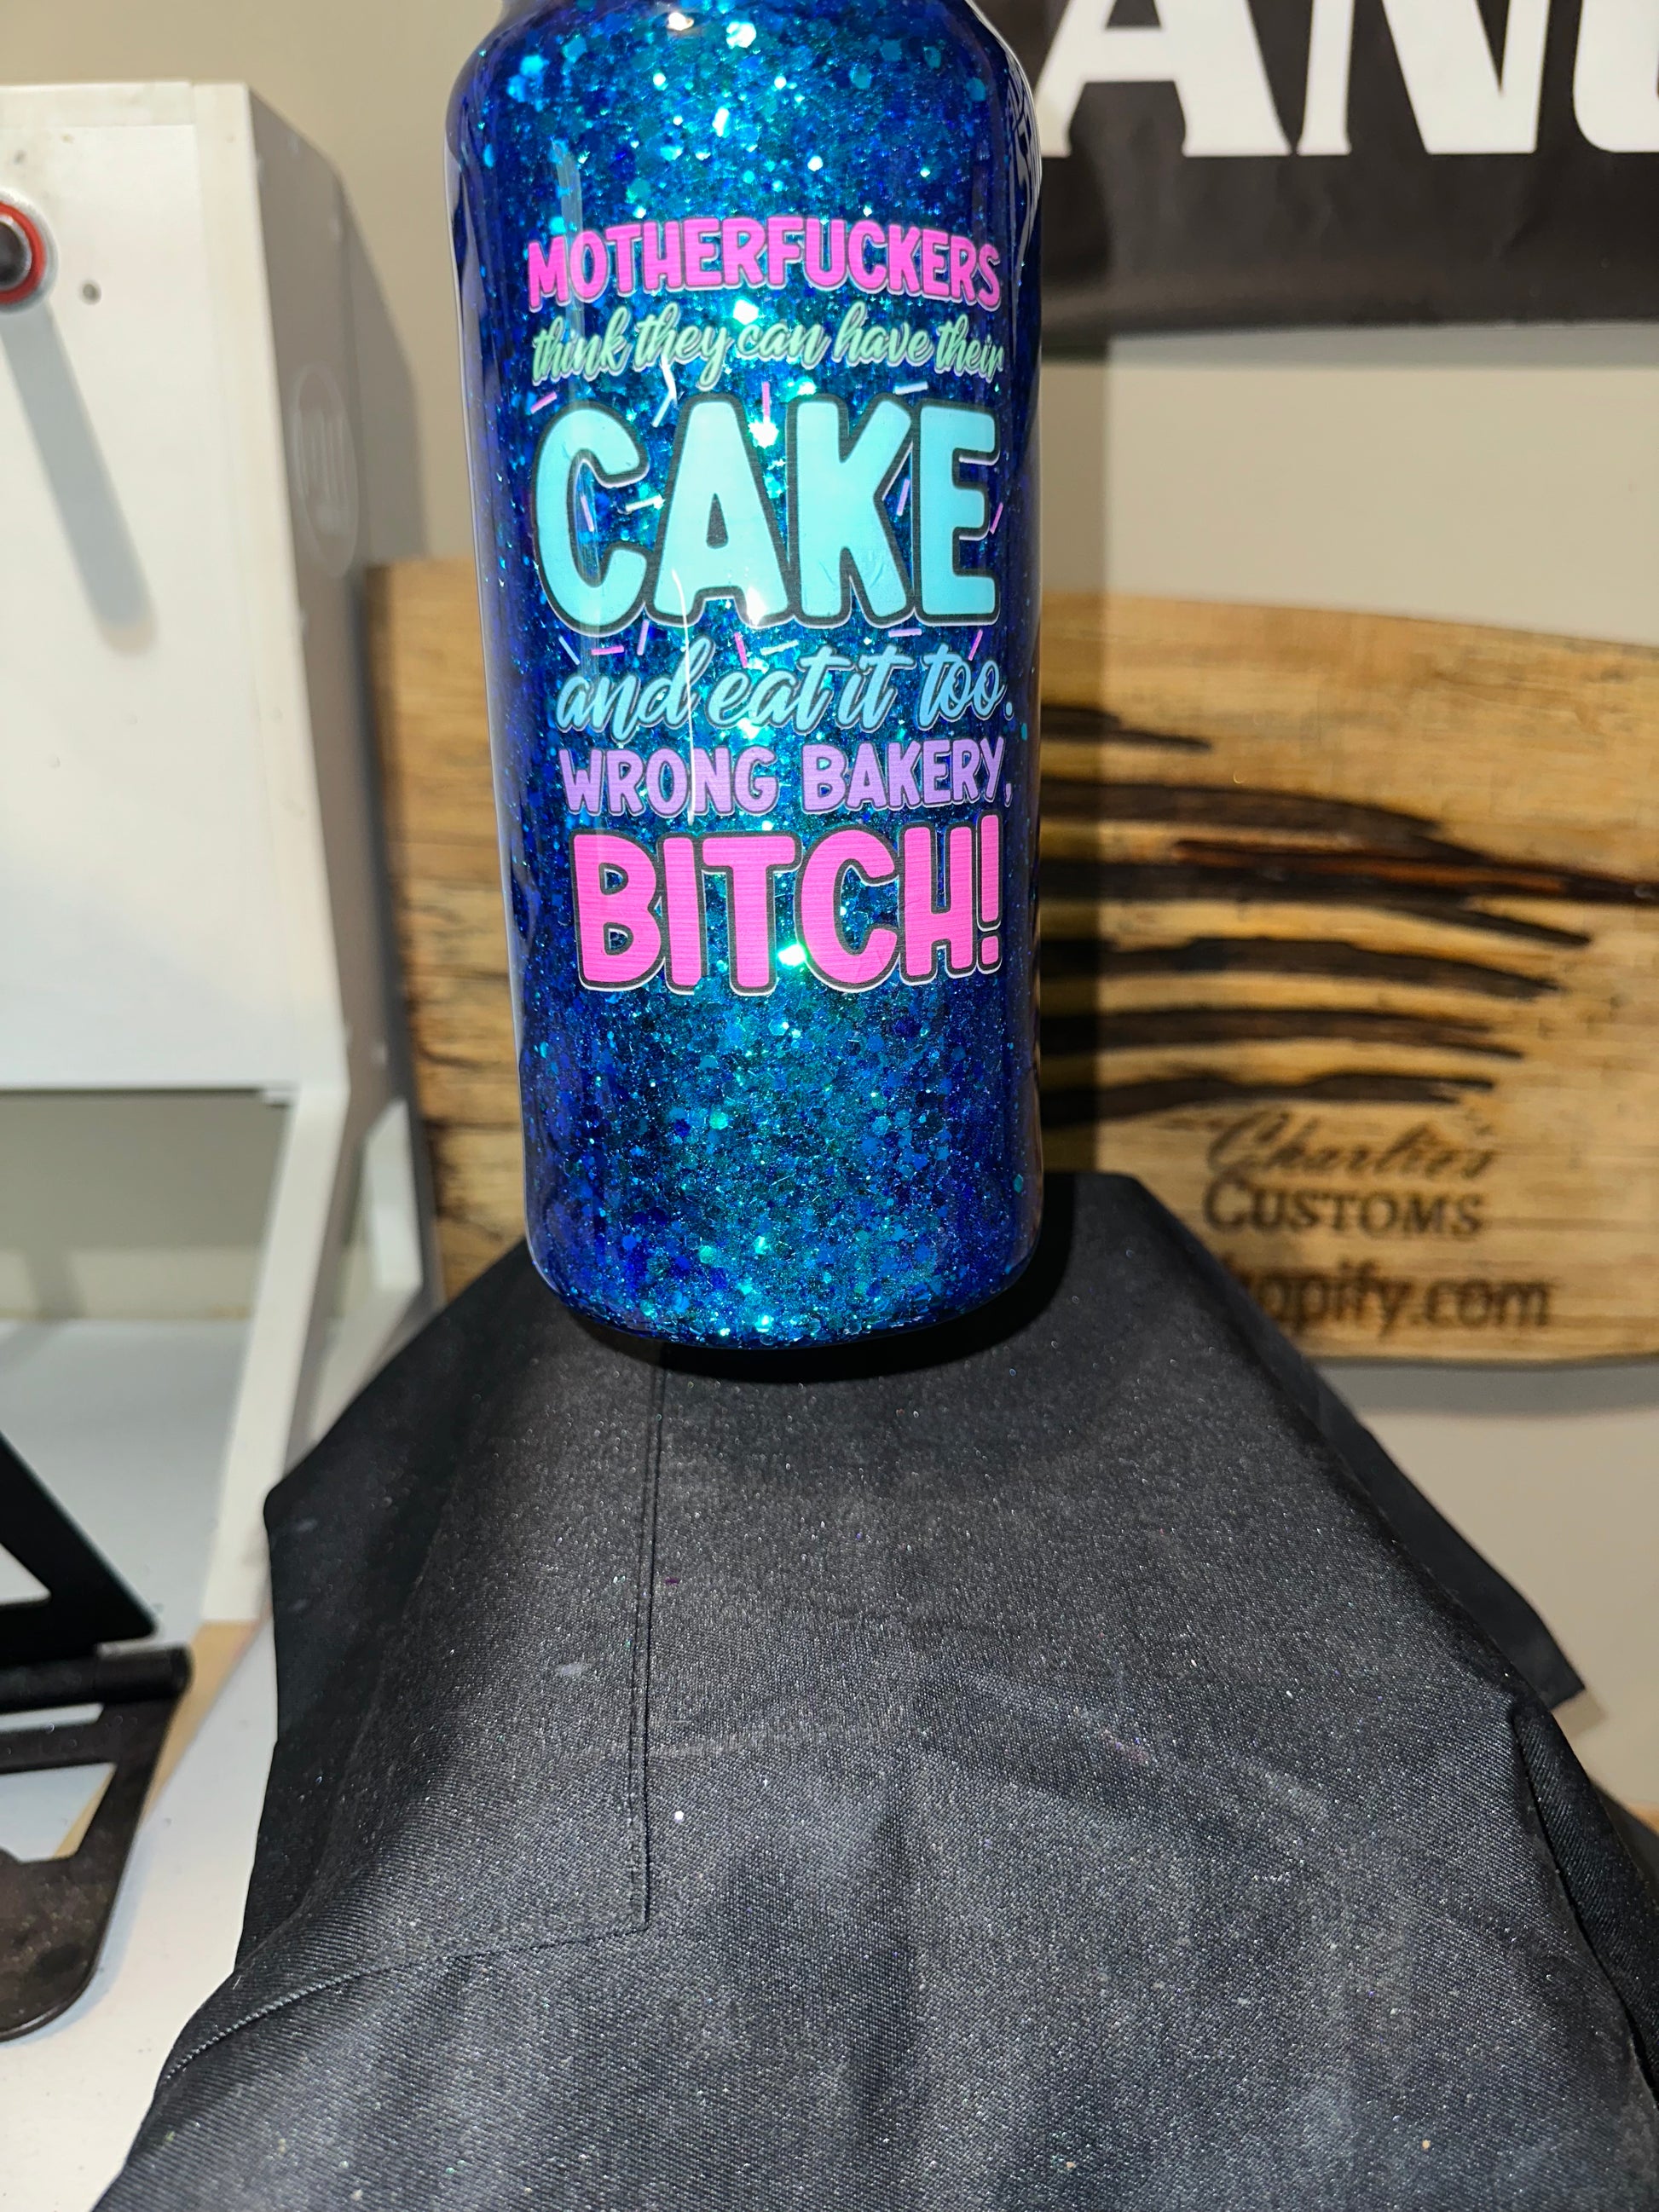 MOTHERFUCKERS
think they can have their
CAKE
and eat it too.
WRONG BAKERY,
BITCH!
Charlie's
CUSTOMS